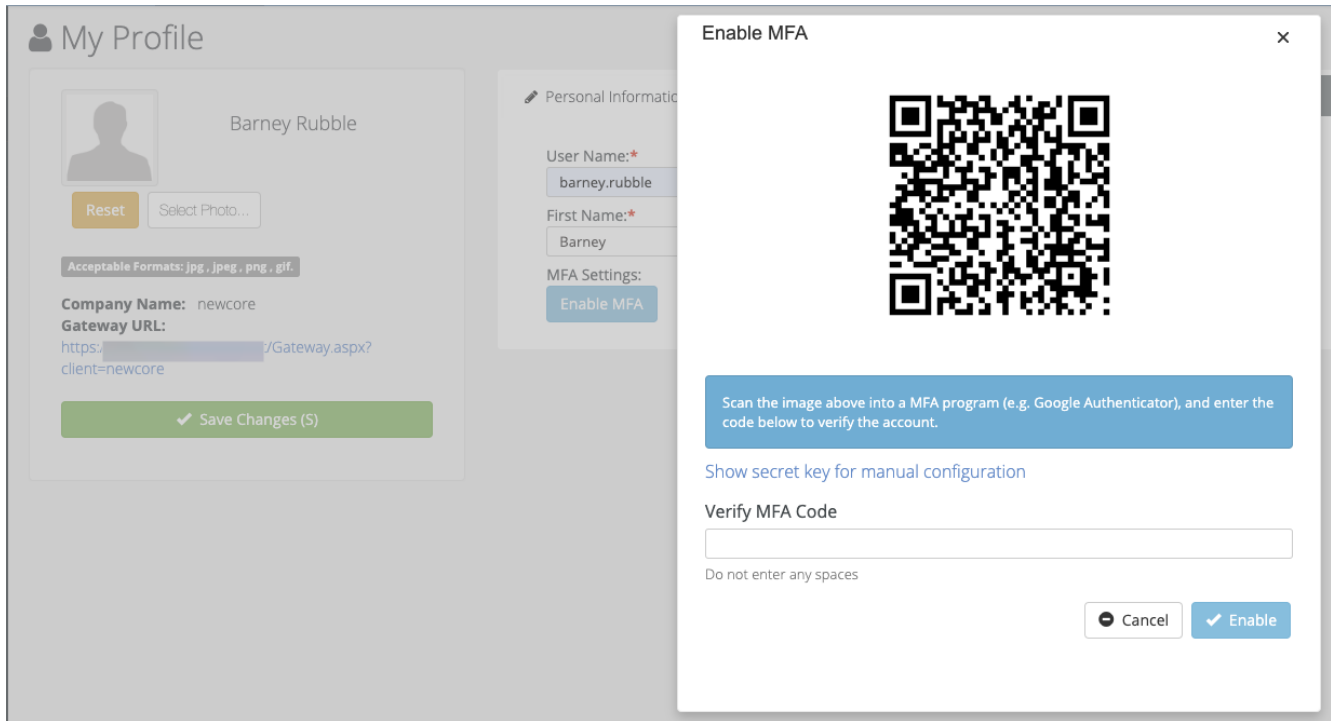 My Profile
Barney Rubble
Reset
Select Photo...
Acceptable Formats: jpg , jpeg , png , gif.
Company Name: newcore
Gateway URL:
https:/ :/Gateway.aspx?
client=newcore
Save Changes (S)
Personal Informatio
User Name:*
barney.rubble
First Name:*
Barney
MFA Settings:
Enable MFA
Enable MFA
×
Scan the image above into a MFA program (e.g. Google Authenticator), and enter the
code below to verify the account.
Show secret key for manual configuration
Verify MFA Code
Do not enter any spaces
Cancel
Enable